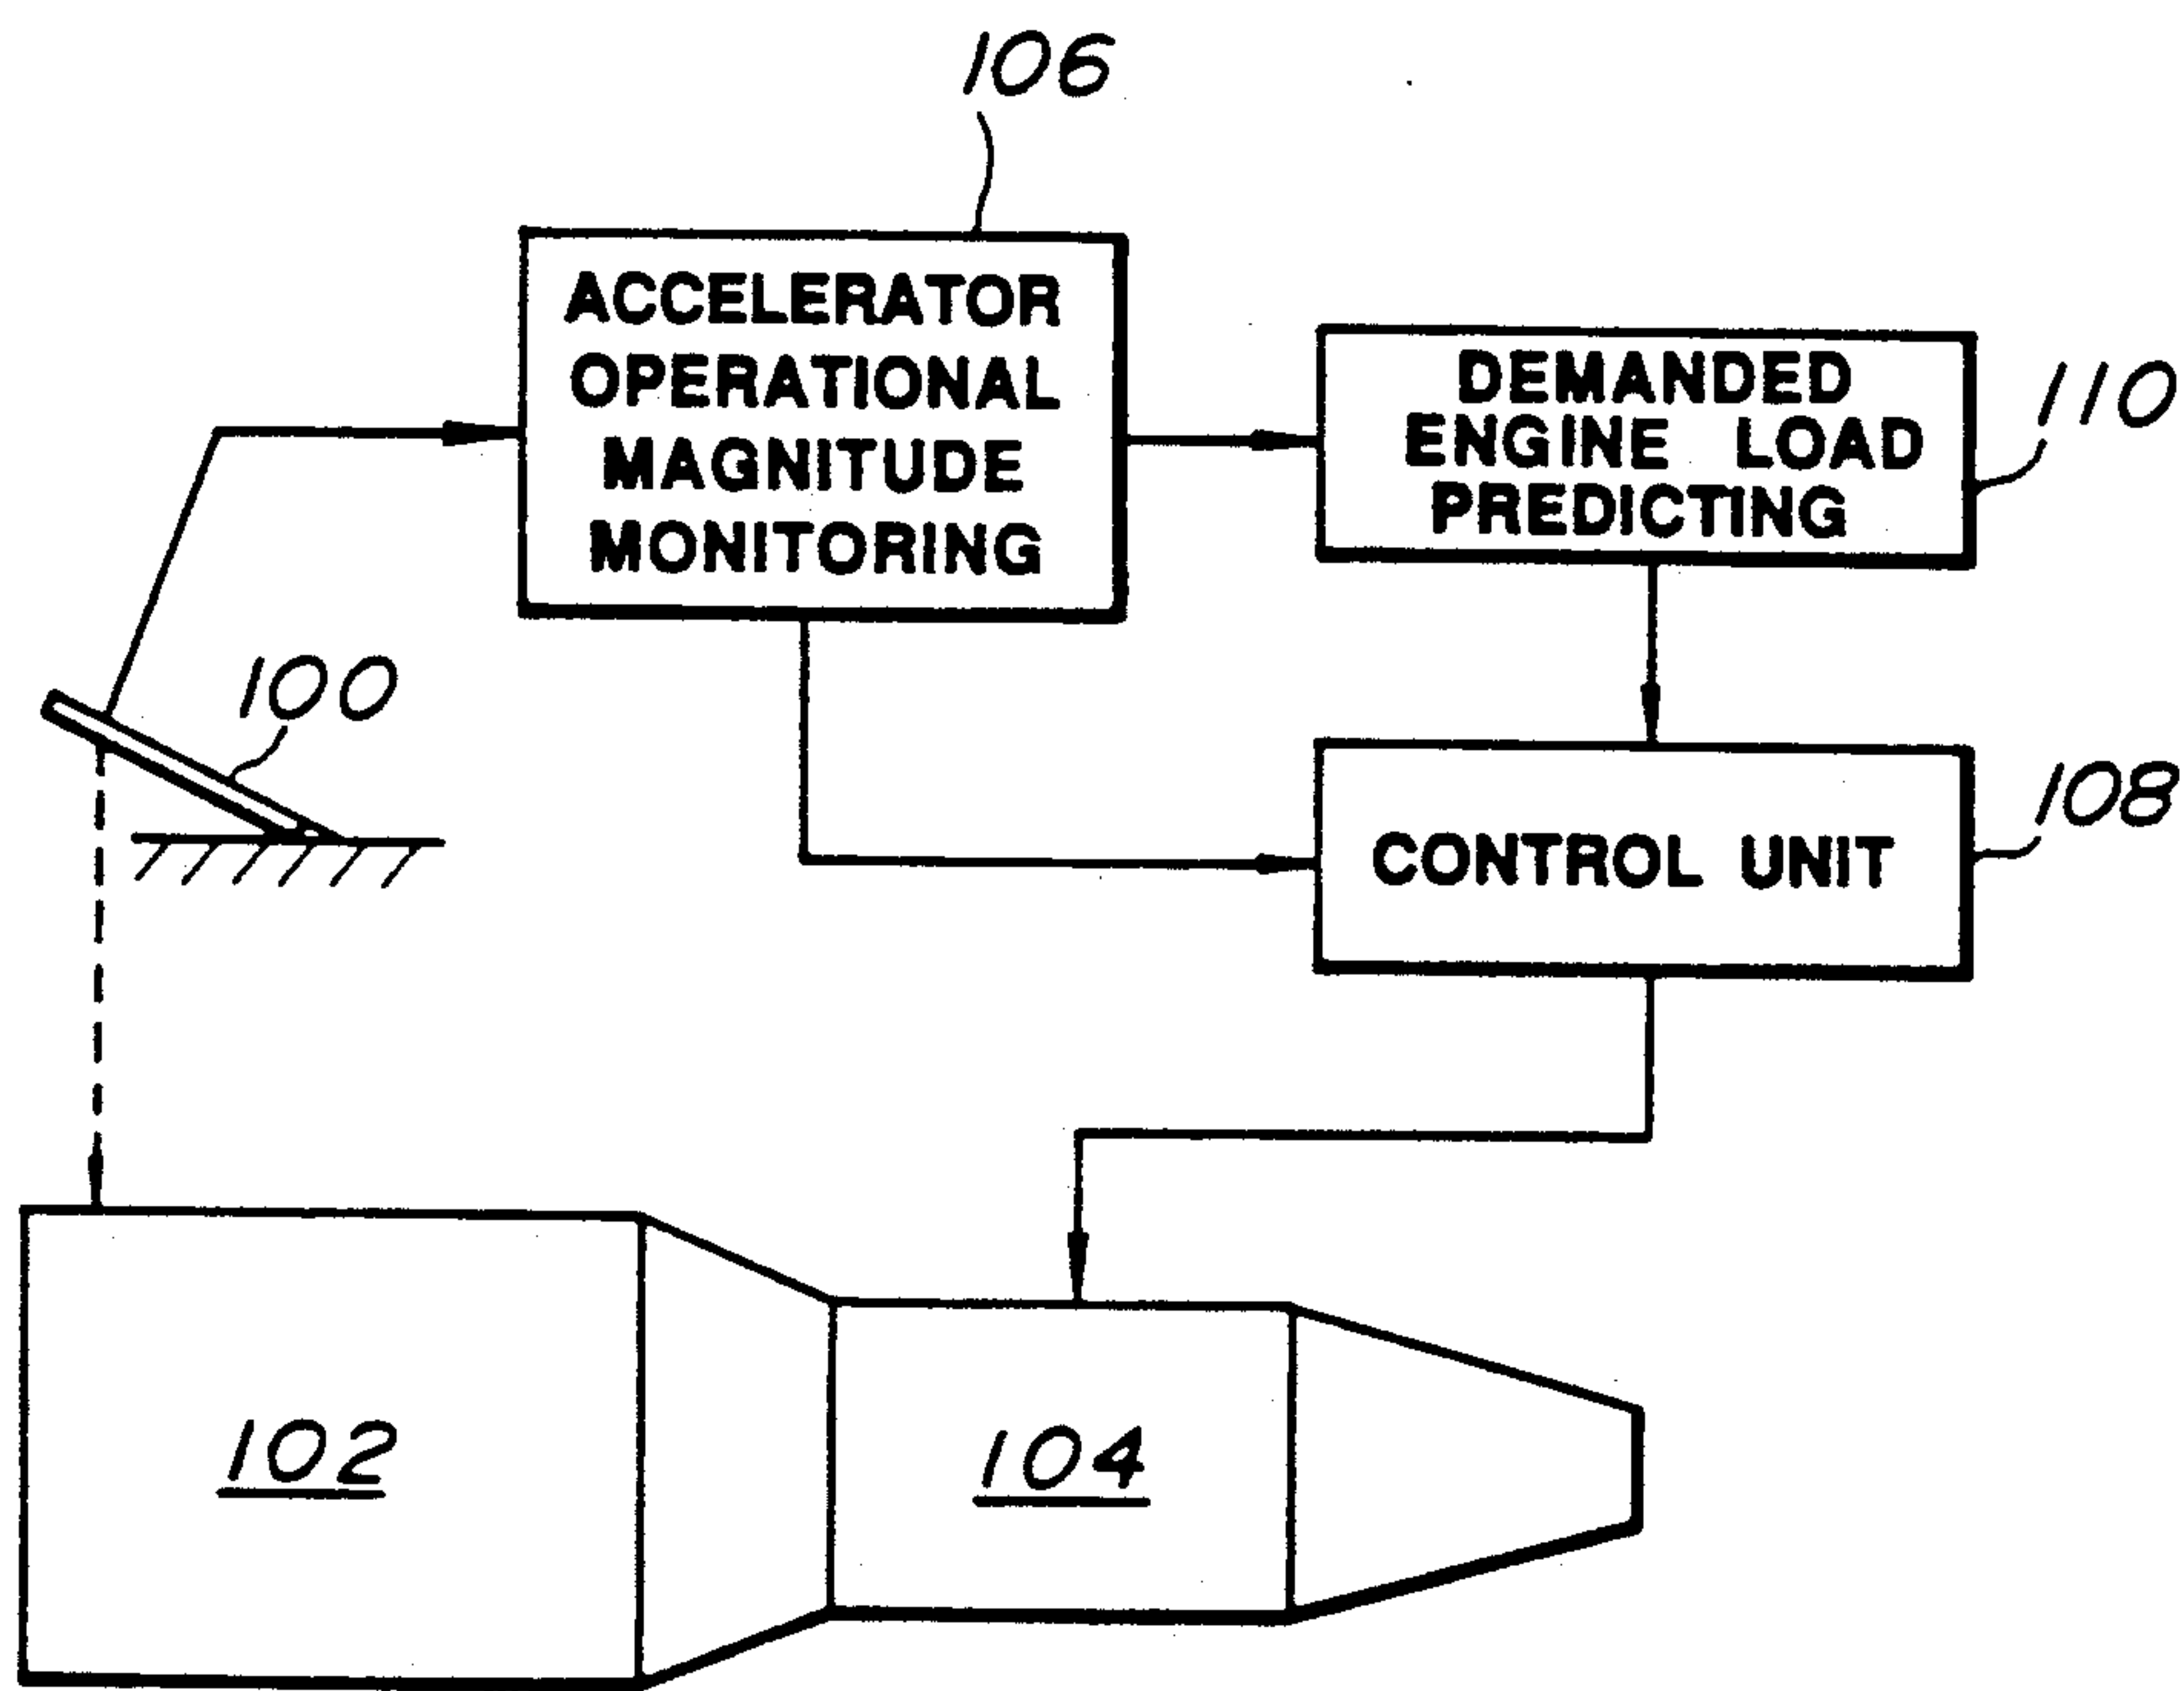 106
ACCELERATOR
OPERATIONAL
MAGNITUDE
MONITORING
DEMANDED
ENGINE LOAD
PREDICTING
110
100
CONTROL UNIT
108
102
104